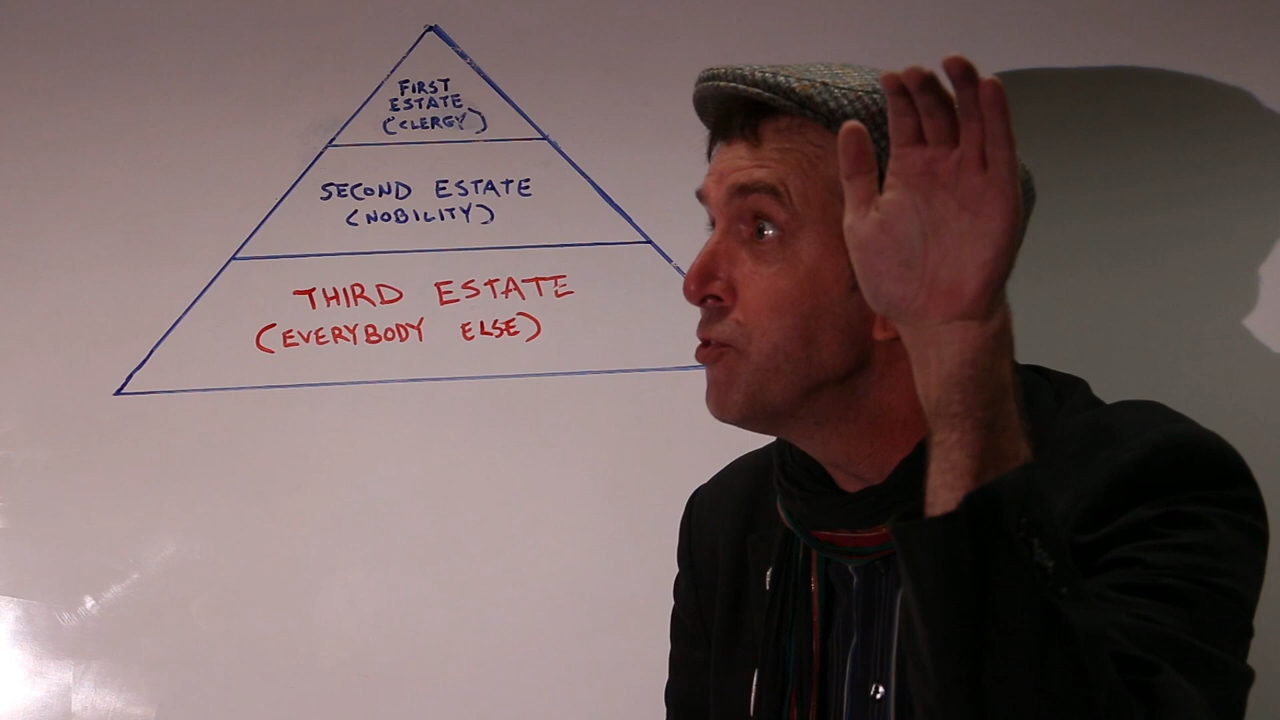 FIRST
ESTATE
(CLERGY)
SECOND ESTATE
(NOBILITY)
THIRD ESTATE
(EVERYBODY ELSE)